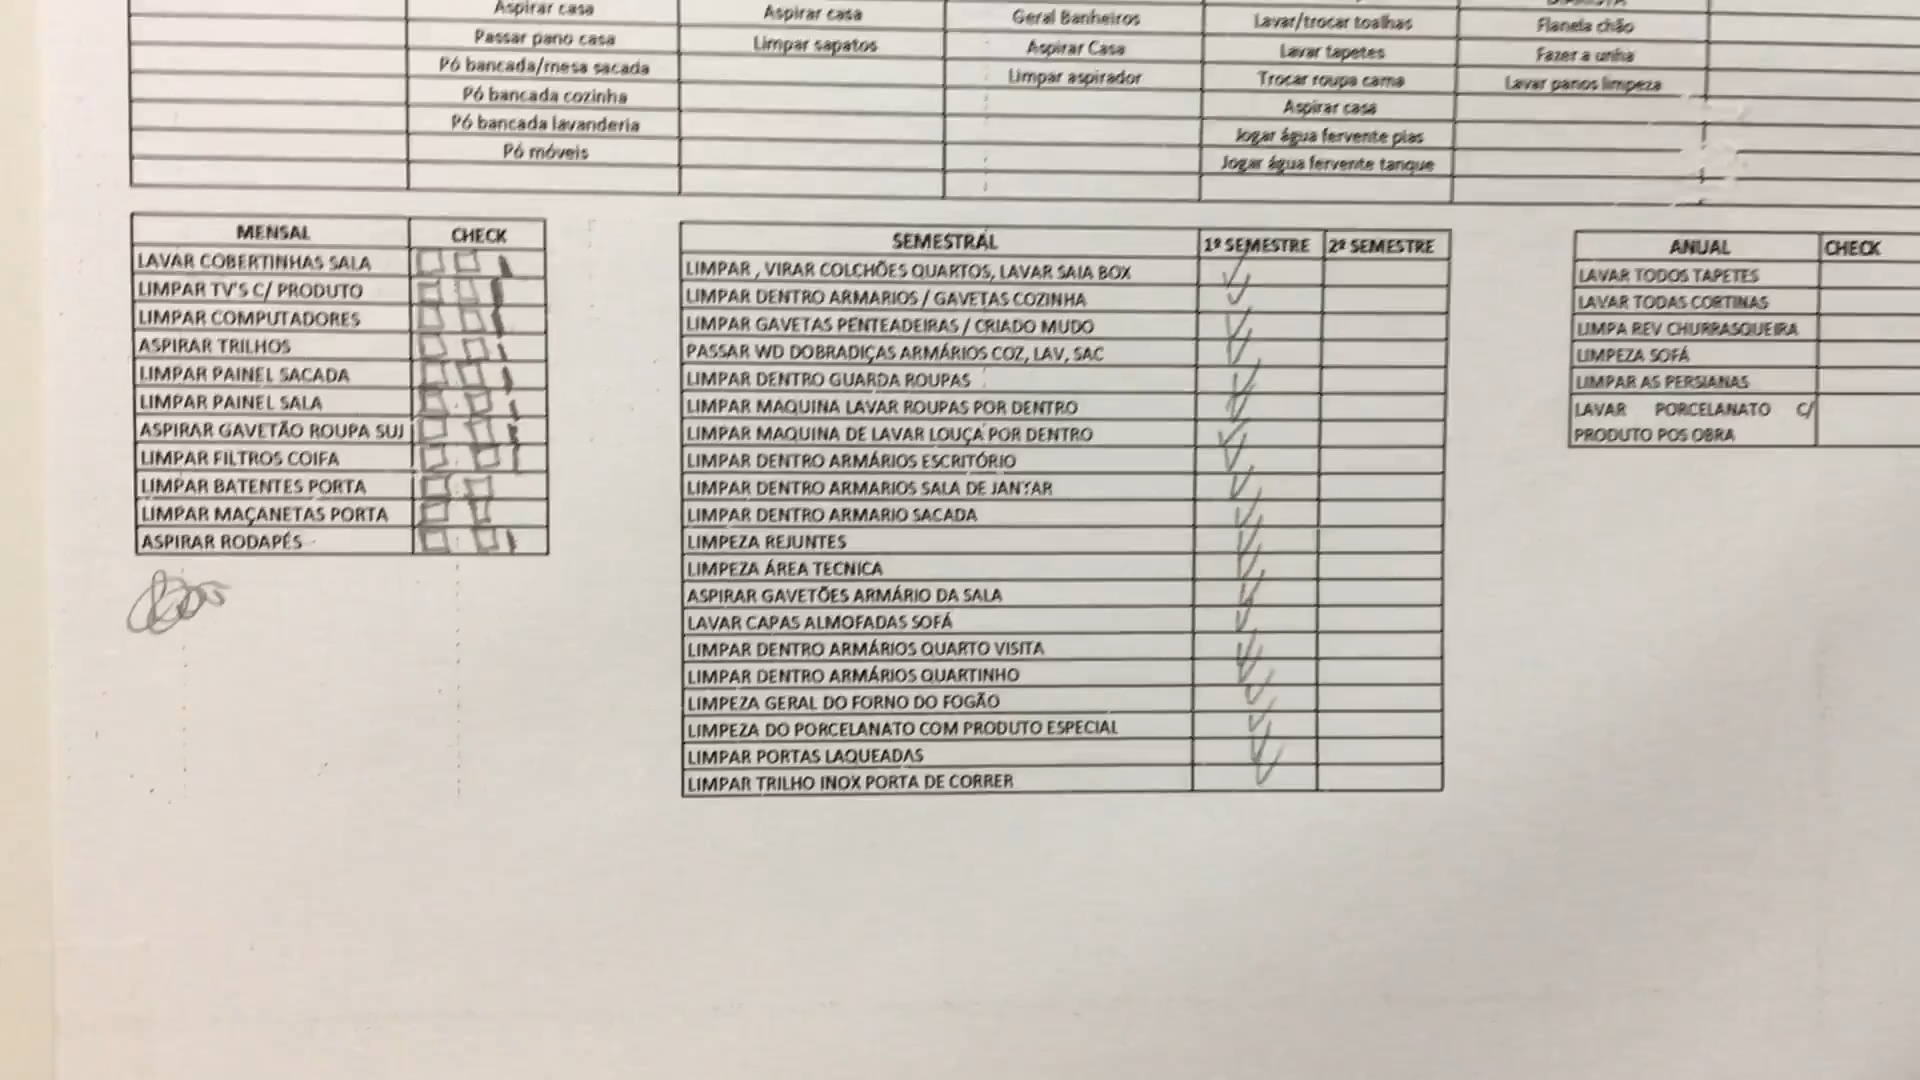 Aspirar casa
Passar pano casa
Pó bancada/mesa sacada
Pó bancada cozinha
Pó bancada lavanderia
Pó móveis
Aspirar casa
Limpar sapatos
Geral Banheiros
Aspirar Casa
Limpar aspirador
Lavar/trocar toalhas
Lavar tapetes
Trocar roupa cama
Aspirar casa
Jogar água fervente pias
Jogar água fervente tanque
Flanela chão
Fazer a unha
Lavar panos limpeza
MENSAL CHECK
LAVAR COBERTINHAS SALA
LIMPAR TV'S C/ PRODUTO
LIMPAR COMPUTADORES
ASPIRAR TRILHOS
LIMPAR PAINEL SACADA
LIMPAR PAINEL SALA
ASPIRAR GAVETÃO ROUPA SUJ
LIMPAR FILTROS COIFA
LIMPAR BATENTES PORTA
LIMPAR MAÇANETAS PORTA
ASPIRAR RODAPÉS
SEMESTRAL 1º SEMESTRE 2º SEMESTRE
LIMPAR , VIRAR COLCHÕES QUARTOS, LAVAR SAIA BOX
LIMPAR DENTRO ARMARIOS / GAVETAS COZINHA
LIMPAR GAVETAS PENTEADEIRAS / CRIADO MUDO
PASSAR WD DOBRADIÇAS ARMÁRIOS COZ, LAV, SAC
LIMPAR DENTRO GUARDA ROUPAS
LIMPAR MAQUINA LAVAR ROUPAS POR DENTRO
LIMPAR MAQUINA DE LAVAR LOUÇA POR DENTRO
LIMPAR DENTRO ARMÁRIOS ESCRITÓRIO
LIMPAR DENTRO ARMARIOS SALA DE JANTAR
LIMPAR DENTRO ARMARIO SACADA
LIMPEZA REJUNTES
LIMPEZA ÁREA TECNICA
ASPIRAR GAVETÕES ARMÁRIO DA SALA
LAVAR CAPAS ALMOFADAS SOFÁ
LIMPAR DENTRO ARMÁRIOS QUARTO VISITA
LIMPAR DENTRO ARMÁRIOS QUARTINHO
LIMPEZA GERAL DO FORNO DO FOGÃO
LIMPEZA DO PORCELANATO COM PRODUTO ESPECIAL
LIMPAR PORTAS LAQUEADAS
LIMPAR TRILHO INOX PORTA DE CORRER
ANUAL CHECK
LAVAR TODOS TAPETES
LAVAR TODAS CORTINAS
LIMPA REV CHURRASQUEIRA
LIMPEZA SOFÁ
LIMPAR AS PERSIANAS
LAVAR PORCELANATO C/
PRODUTO POS OBRA